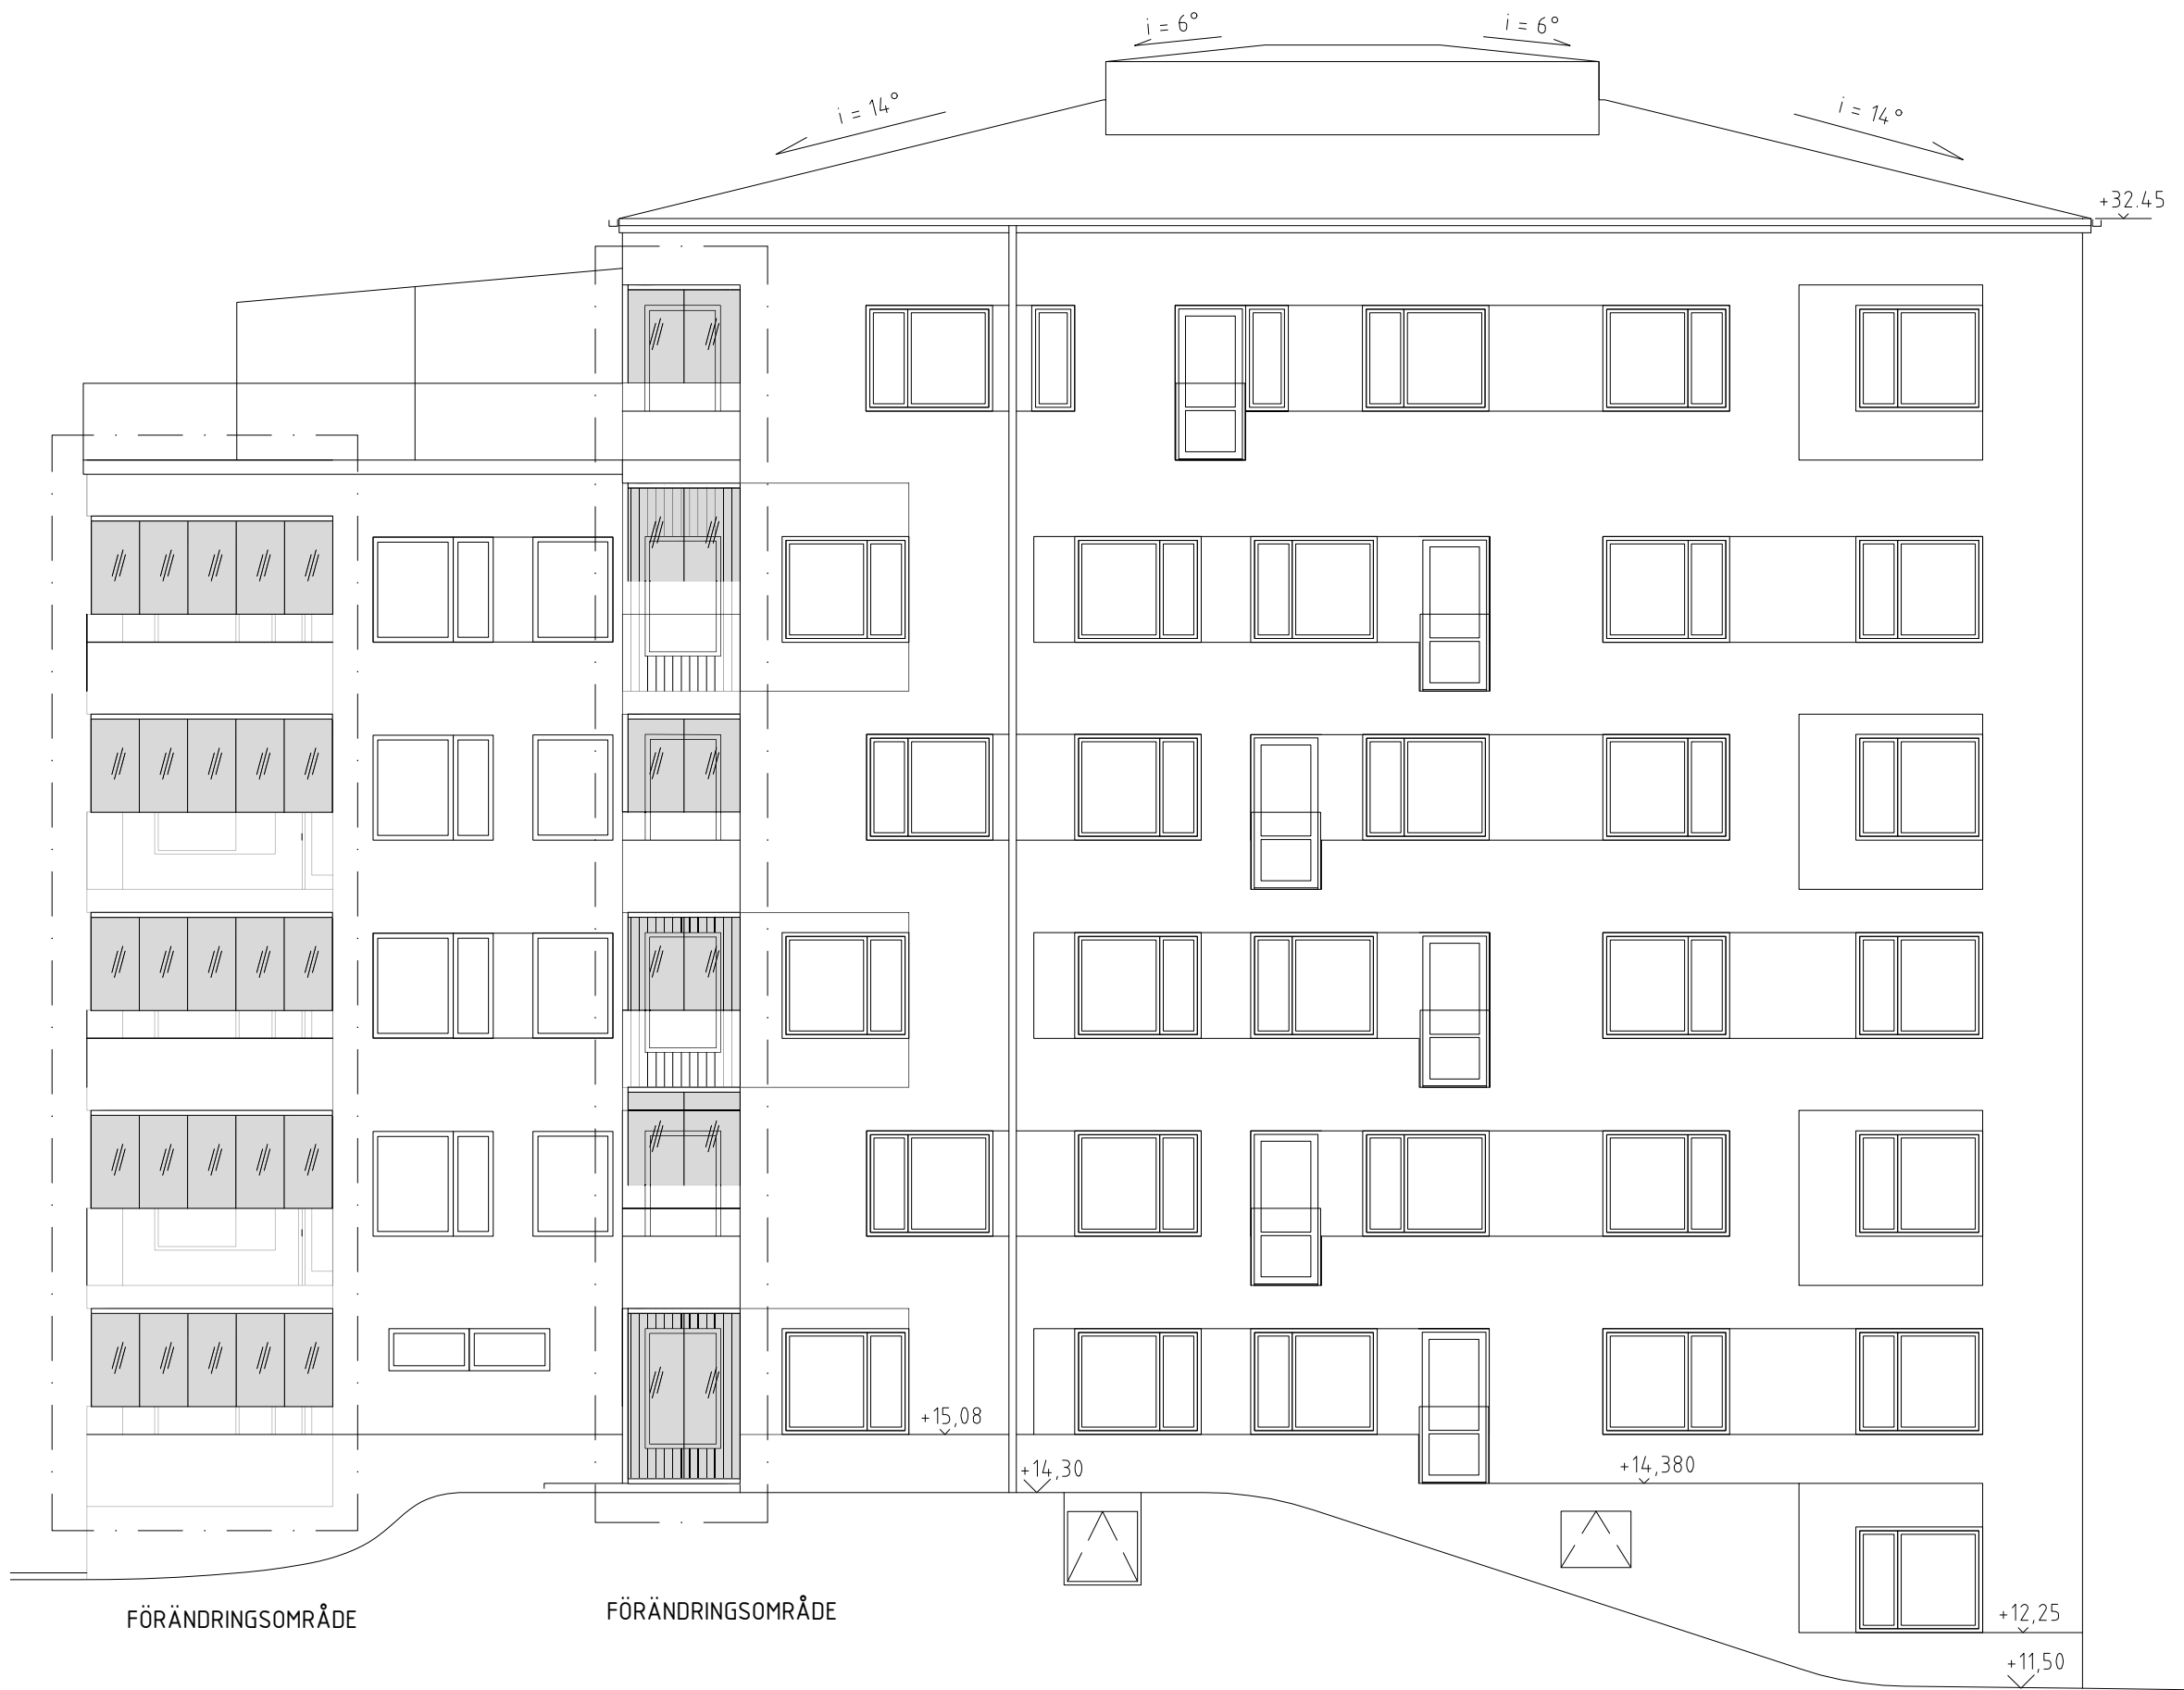 i = 6°
i = 6°
i = 14°
i = 14°
+32.45
+15,08
+14,30
+14,380
FÖRÄNDRINGSOMRÅDE
FÖRÄNDRINGSOMRÅDE
+12,25
+11,50